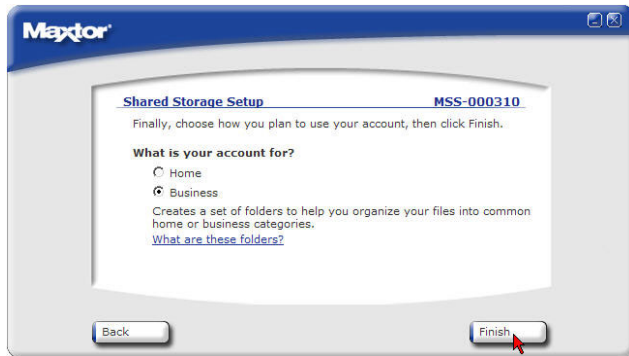 Maxtor
Shared Storage Setup MSS-000310
Finally, choose how you plan to use your account, then click Finish.
What is your account for?
Home
Business
Creates a set of folders to help you organize your files into common
home or business categories.
What are these folders?
Back Finish